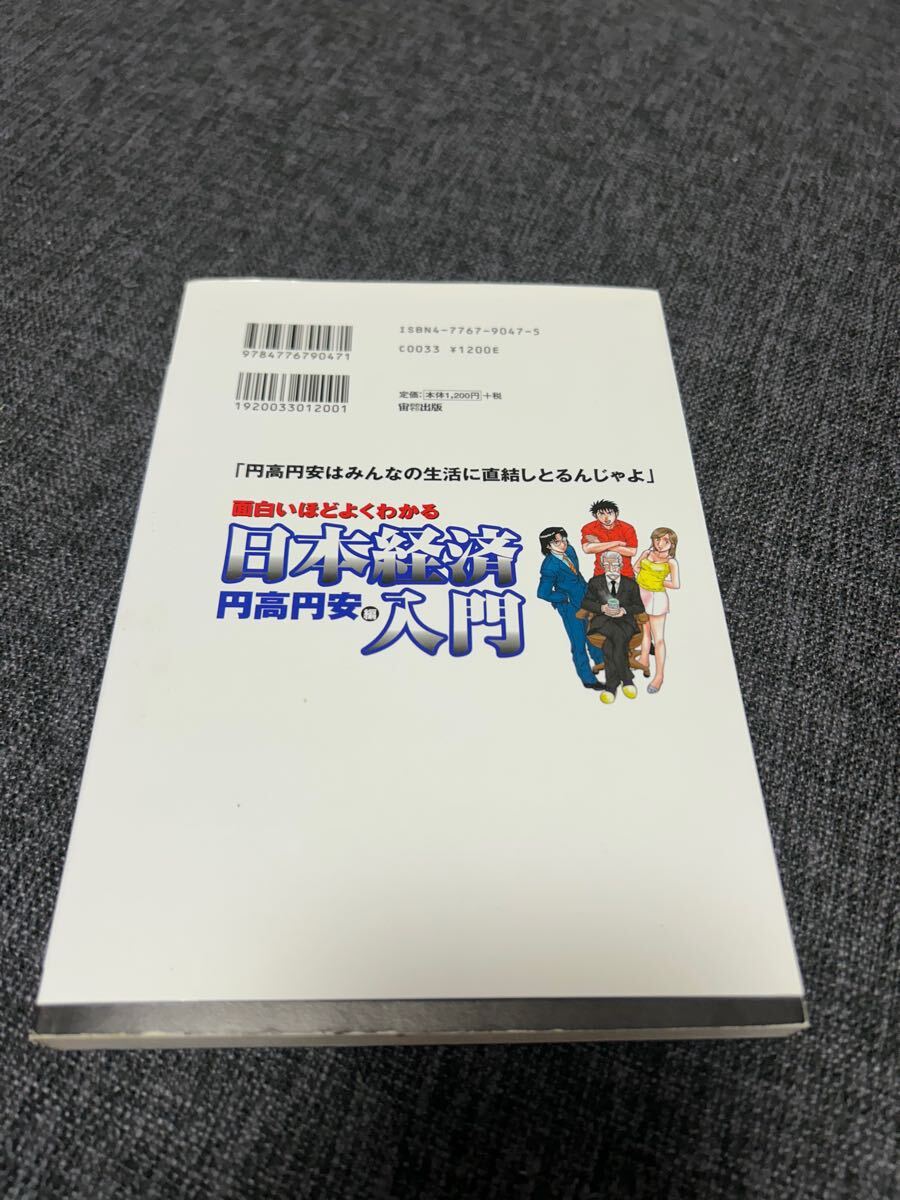 9784776790471
ISBN4-7767-9047-5
C0033 ¥1200E
1920033012001
定価：本体1,200円＋税
宙出版
「円高円安はみんなの生活に直結しとるんじゃよ」
面白いほどよくわかる
日本経済
円高円安編入門